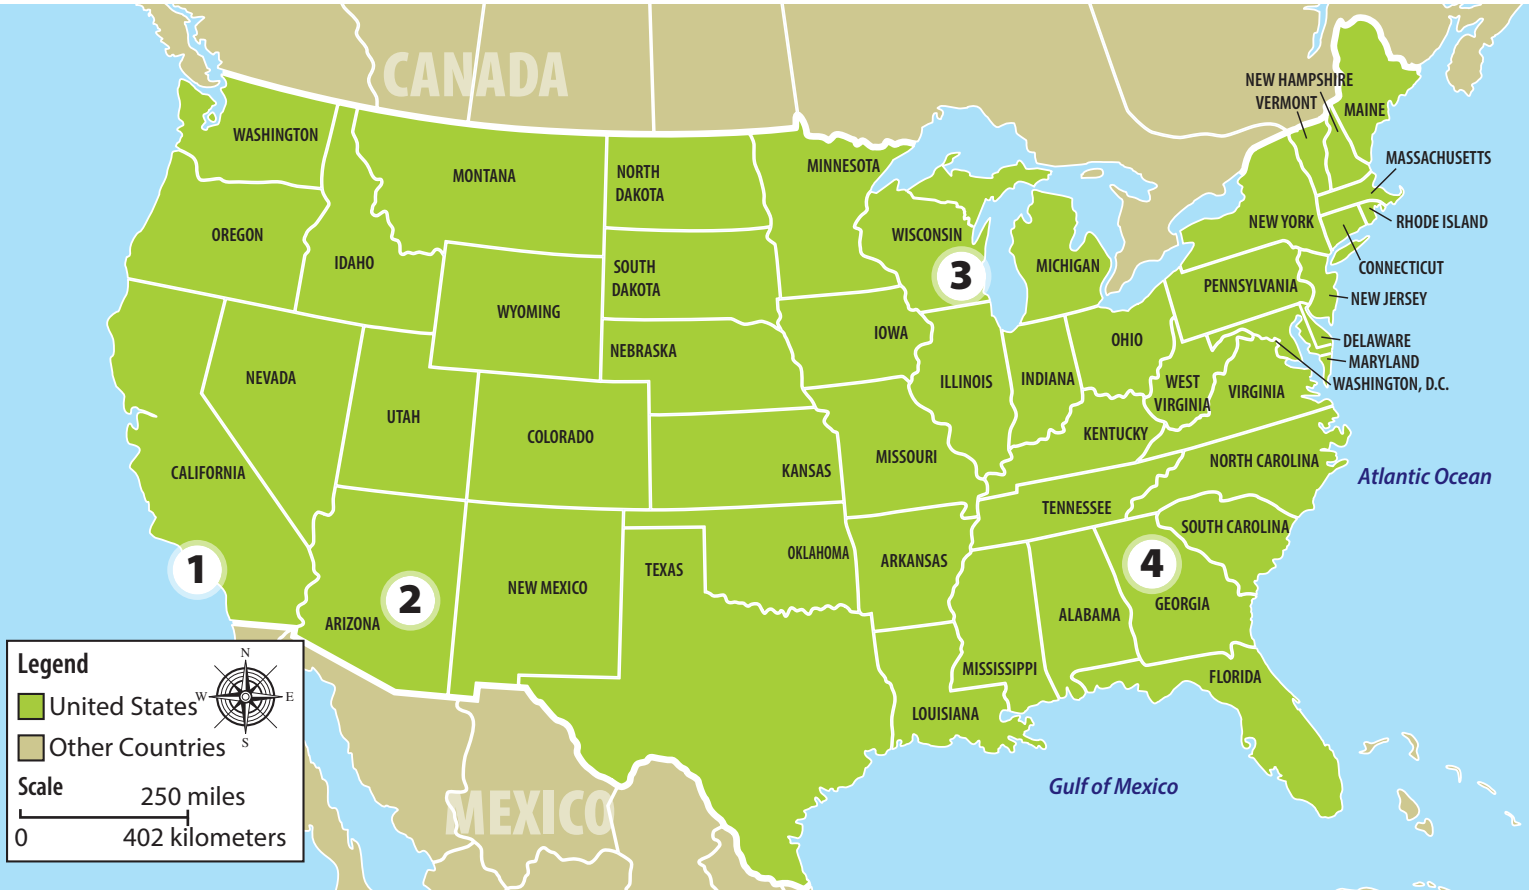 CANADA
NEW HAMPSHIRE
VERMONT
MAINE
WASHINGTON
MONTANA
NORTH
DAKOTA
MINNESOTA
MASSACHUSETTS
OREGON
IDAHO
WISCONSIN
NEW YORK
RHODE ISLAND
SOUTH
DAKOTA
3
MICHIGAN
CONNECTICUT
WYOMING
PENNSYLVANIA
NEW JERSEY
IOWA
OHIO
DELAWARE
NEBRASKA
MARYLAND
NEVADA
ILLINOIS
INDIANA
WEST
VIRGINIA
VIRGINIA
WASHINGTON, D.C.
UTAH
COLORADO
KENTUCKY
CALIFORNIA
KANSAS
MISSOURI
NORTH CAROLINA
Atlantic Ocean
TENNESSEE
SOUTH CAROLINA
1
2
ARIZONA
NEW MEXICO
TEXAS
OKLAHOMA
ARKANSAS
4
GEORGIA
ALABAMA
MISSISSIPPI
LOUISIANA
FLORIDA
Gulf of Mexico
MEXICO
Legend
N
W
E
S
United States
Other Countries
Scale
250 miles
0
402 kilometers